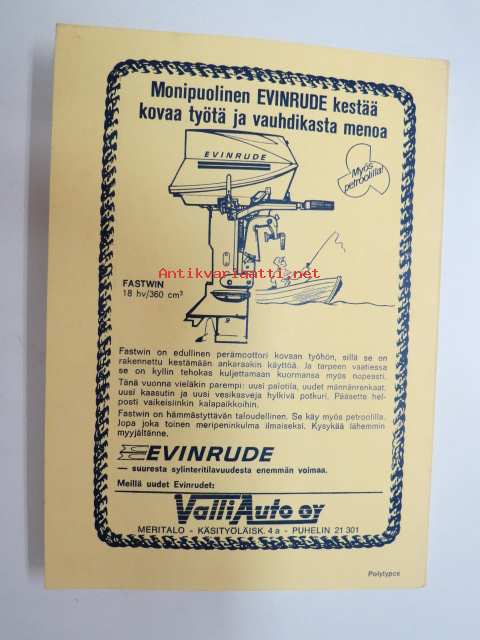 Monipuolinen EVINRUDE kestää
kovaa työtä ja vauhdikasta menoa
EVINRUDE
Myös
petroolilla!
Antikvariaatti.net
FASTWIN
18 hv/360 cm³
Fastwin on edullinen perämoottori kovaan työhön, sillä se on
rakennettu kestämään ankaraakin käyttöä. Ja tarpeen vaatiessa
se on kyllin tehokas kuljettamaan kuormansa myös nopeasti.
Tänä vuonna vieläkin parempi: uusi palotila, uudet männänrenkaat,
uusi kaasutin ja uusi vesikasveja hylkivä potkuri. Pääsette hel-
posti vaikeisiinkin kalapaikkoihin.
Fastwin on hämmästyttävän taloudellinen. Se käy myös petroolilla.
Jopa joka toinen meripeninkulma ilmaiseksi. Kysykää lähemmin
myyjältänne.
EVINRUDE
— suuresta sylinteritilavuudesta enemmän voimaa.
Meillä uudet Evinrudet:
ValliAuto oy
MERITALO - KÄSITYÖLÄISK. 4 a - PUHELIN 21 301
Polytypos